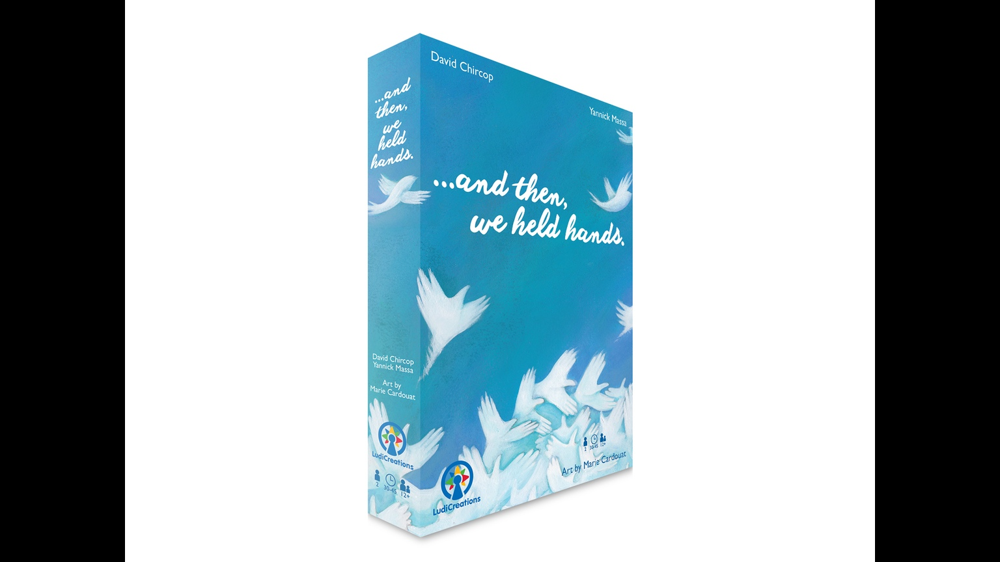 ...and
then,
we
held
hands.
David Chircop
Yannick Massa
Art by
Marie Cardouat
LudiCreations
2 30-45 12+
David Chircop
Yannick Massa
...and then,
we held hands.
2 30-45 12+
Art by Marie Cardouat
LudiCreations